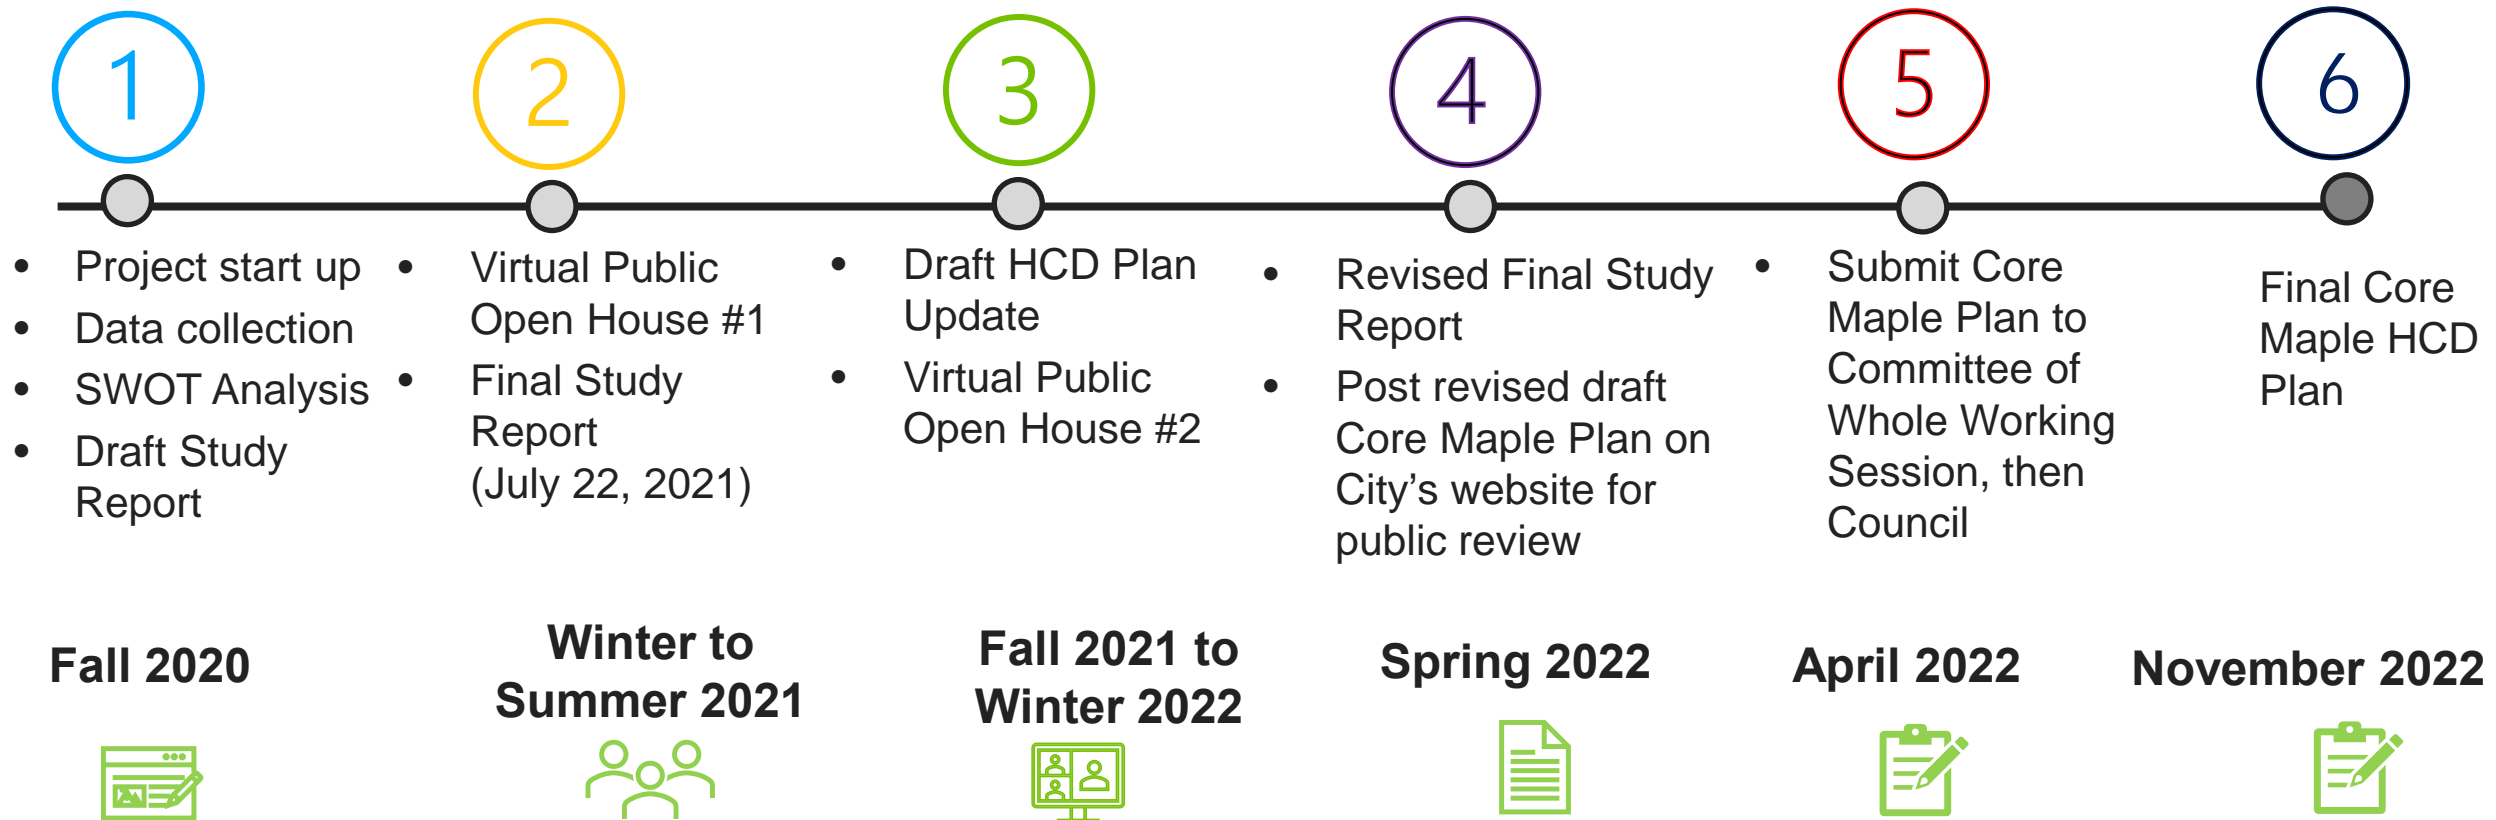 1
2
3
4
5
6
• Project start up
• Data collection
• SWOT Analysis
• Draft Study
Report
• Virtual Public
Open House #1
• Final Study
Report
(July 22, 2021)
• Draft HCD Plan
Update
• Virtual Public
Open House #2
• Revised Final Study
Report
• Post revised draft
Core Maple Plan on
City’s website for
public review
• Submit Core
Maple Plan to
Committee of
Whole Working
Session, then
Council
Final Core
Maple HCD
Plan
Fall 2020
Winter to
Summer 2021
Fall 2021 to
Winter 2022
Spring 2022
April 2022
November 2022